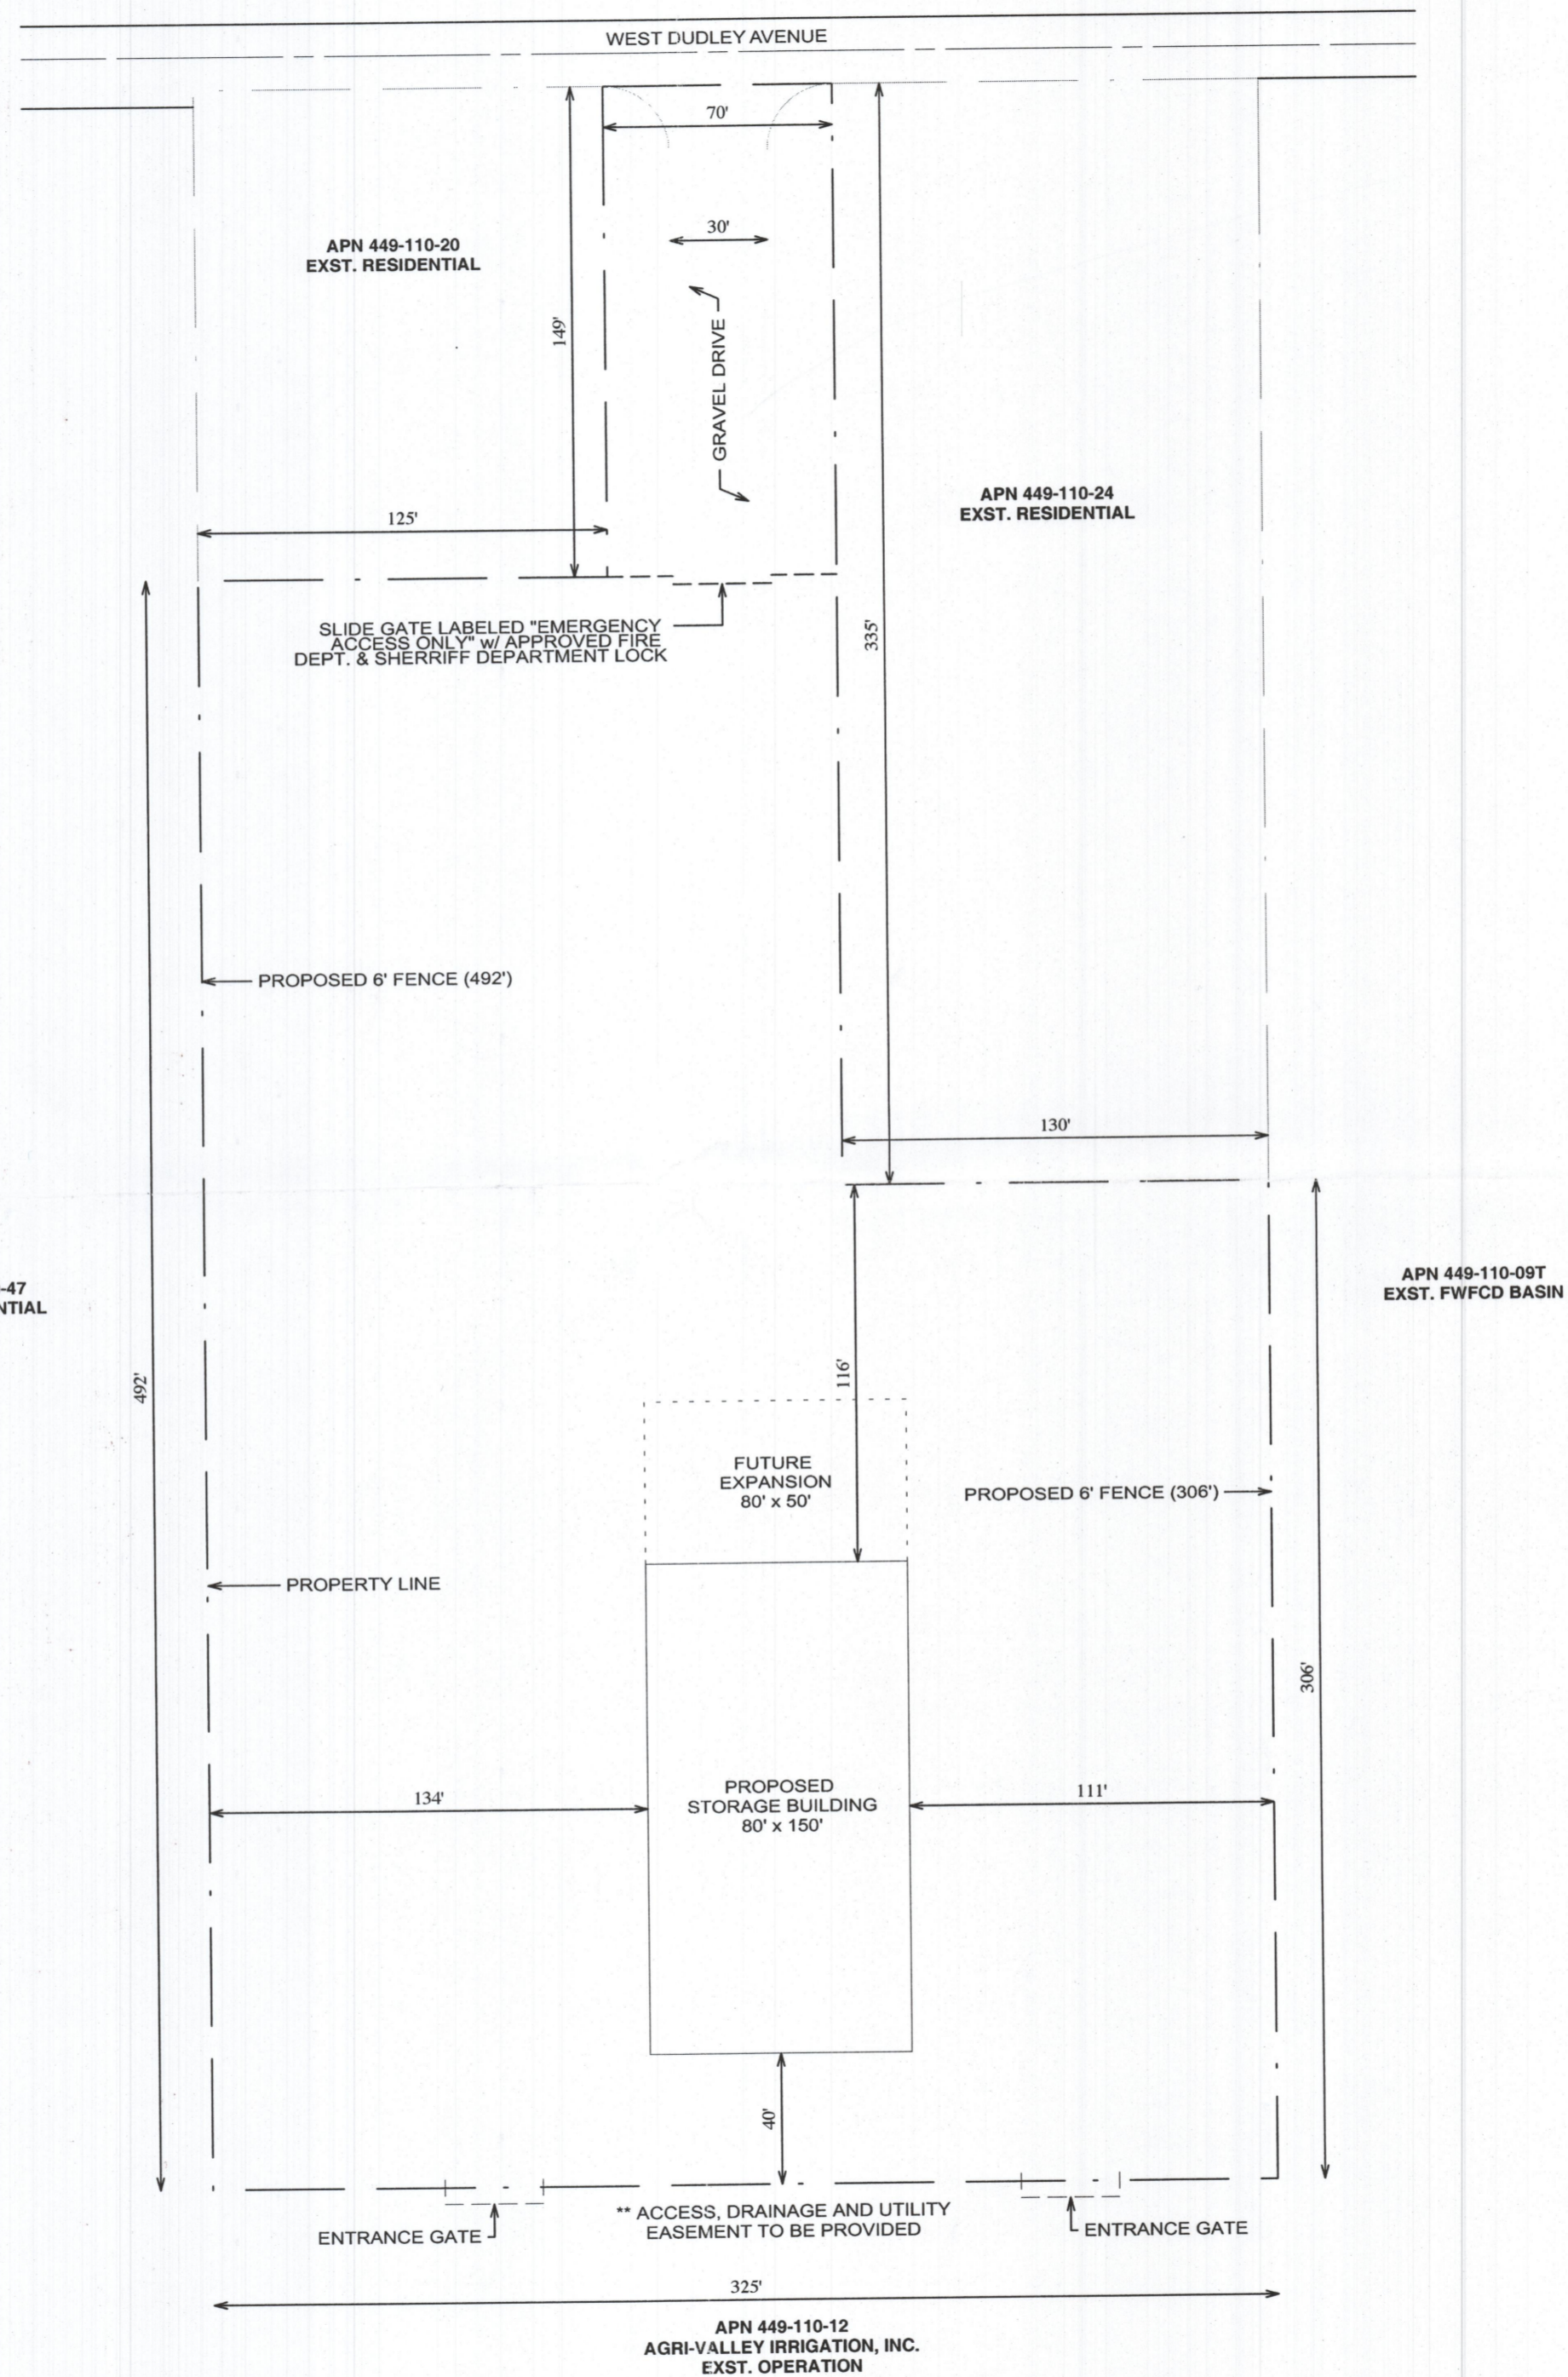 WEST DUDLEY AVENUE
70'
30'
APN 449-110-20
EXST. RESIDENTIAL
149'
GRAVEL DRIVE
APN 449-110-24
EXST. RESIDENTIAL
125'
SLIDE GATE LABELED "EMERGENCY
ACCESS ONLY" w/ APPROVED FIRE
DEPT. & SHERRIFF DEPARTMENT LOCK
335'
PROPOSED 6' FENCE (492')
130'
-47
NTIAL
APN 449-110-09T
EXST. FWFCD BASIN
492'
116'
FUTURE
EXPANSION
80' x 50'
PROPOSED 6' FENCE (306')
PROPERTY LINE
306'
134'
PROPOSED
STORAGE BUILDING
80' x 150'
111'
40'
** ACCESS, DRAINAGE AND UTILITY
EASEMENT TO BE PROVIDED
ENTRANCE GATE
ENTRANCE GATE
325'
APN 449-110-12
AGRI-VALLEY IRRIGATION, INC.
EXST. OPERATION